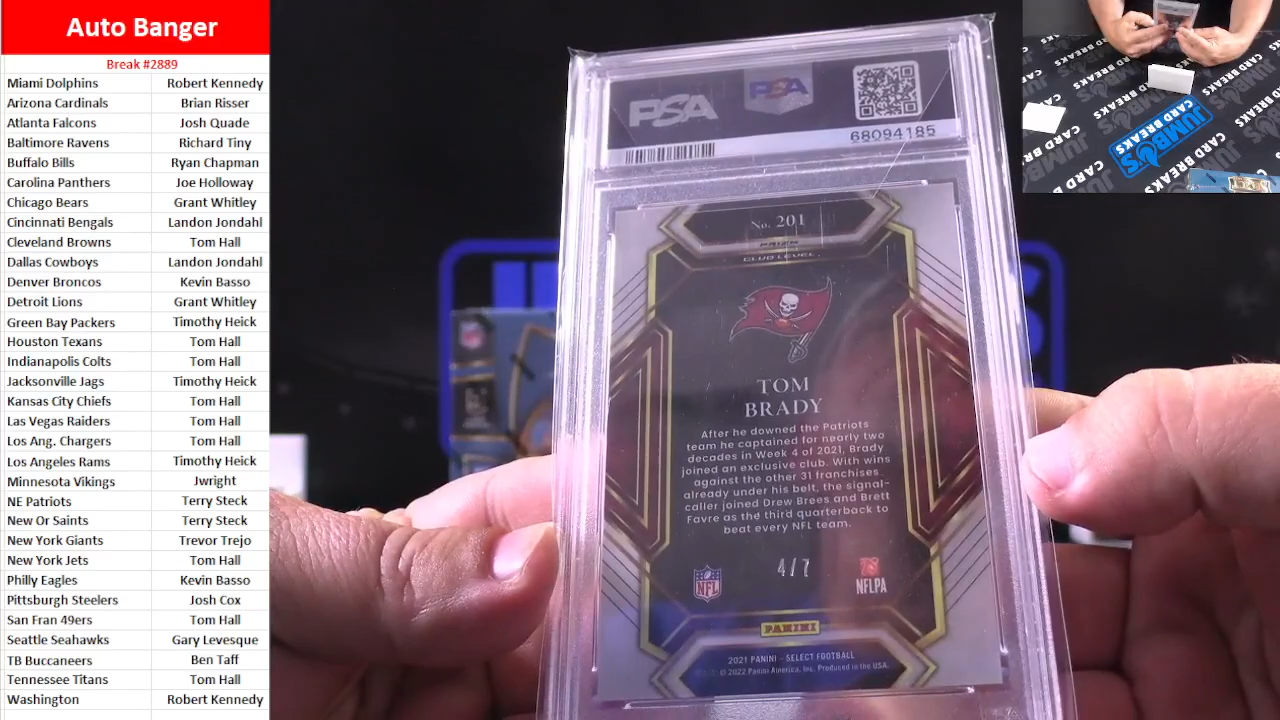 Auto Banger
Break #2889
Miami Dolphins Robert Kennedy
Arizona Cardinals Brian Risser
Atlanta Falcons Josh Quade
Baltimore Ravens Richard Tiny
Buffalo Bills Ryan Chapman
Carolina Panthers Joe Holloway
Chicago Bears Grant Whitley
Cincinnati Bengals Landon Jondahl
Cleveland Browns Tom Hall
Dallas Cowboys Landon Jondahl
Denver Broncos Kevin Basso
Detroit Lions Grant Whitley
Green Bay Packers Timothy Heick
Houston Texans Tom Hall
Indianapolis Colts Tom Hall
Jacksonville Jags Timothy Heick
Kansas City Chiefs Tom Hall
Las Vegas Raiders Tom Hall
Los Ang. Chargers Tom Hall
Los Angeles Rams Timothy Heick
Minnesota Vikings Jwright
NE Patriots Terry Steck
New Or Saints Terry Steck
New York Giants Trevor Trejo
New York Jets Tom Hall
Philly Eagles Kevin Basso
Pittsburgh Steelers Josh Cox
San Fran 49ers Tom Hall
Seattle Seahawks Gary Levesque
TB Buccaneers Ben Taff
Tennessee Titans Tom Hall
Washington Robert Kennedy
PSA PSA
68094185
No. 201
PRIZM
CLUB LEVEL
TOM
BRADY
After he downed the Patriots
team he captained for nearly two
decades in Week 4 of 2021, Brady
joined an exclusive club. With wins
against the other 31 franchises
already under his belt, the signal-
caller joined Drew Brees and Brett
Favre as the third quarterback to
beat every NFL team.
4/7
NFL
NFLPA
PANINI
2021 PANINI - SELECT FOOTBALL
© 2022 Panini America, Inc. Produced in the USA.
JUMBO'S
CARD BREAKS
CARD BREAKS
CARD BREAKS